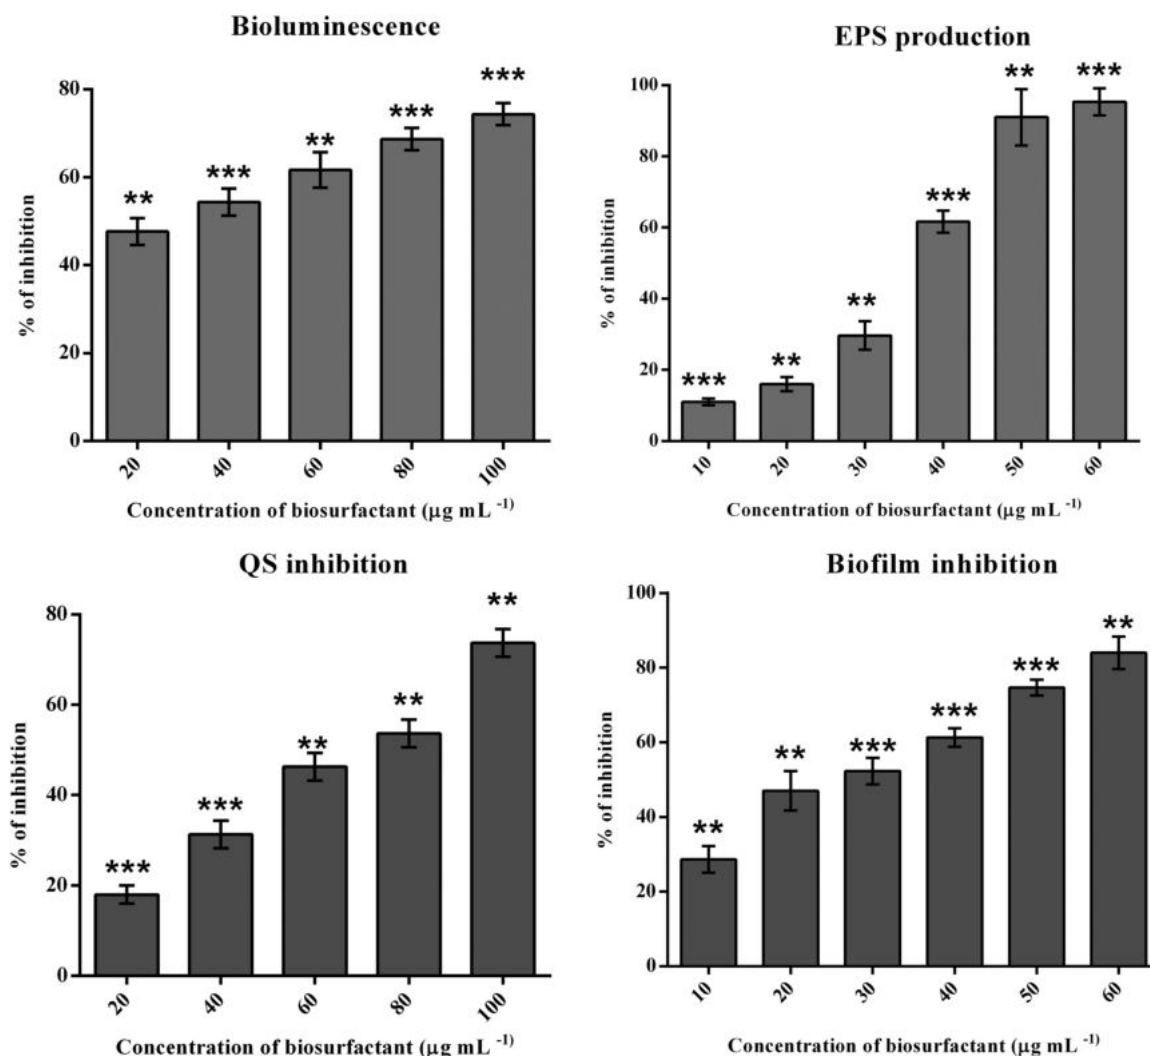 Bioluminescence
% of inhibition
80
60
40
20
0
** *** ** *** ***
20 40 60 80 100
Concentration of biosurfactant (μg mL -1)
EPS production
% of inhibition
100
80
60
40
20
0
*** ** ** *** ** ***
10 20 30 40 50 60
Concentration of biosurfactant (μg mL -1)
QS inhibition
% of inhibition
80
60
40
20
0
*** *** ** ** **
20 40 60 80 100
Concentration of biosurfactant (μg mL -1)
Biofilm inhibition
% of inhibition
100
80
60
40
20
0
** ** *** *** *** **
10 20 30 40 50 60
Concentration of biosurfactant (μg mL -1)